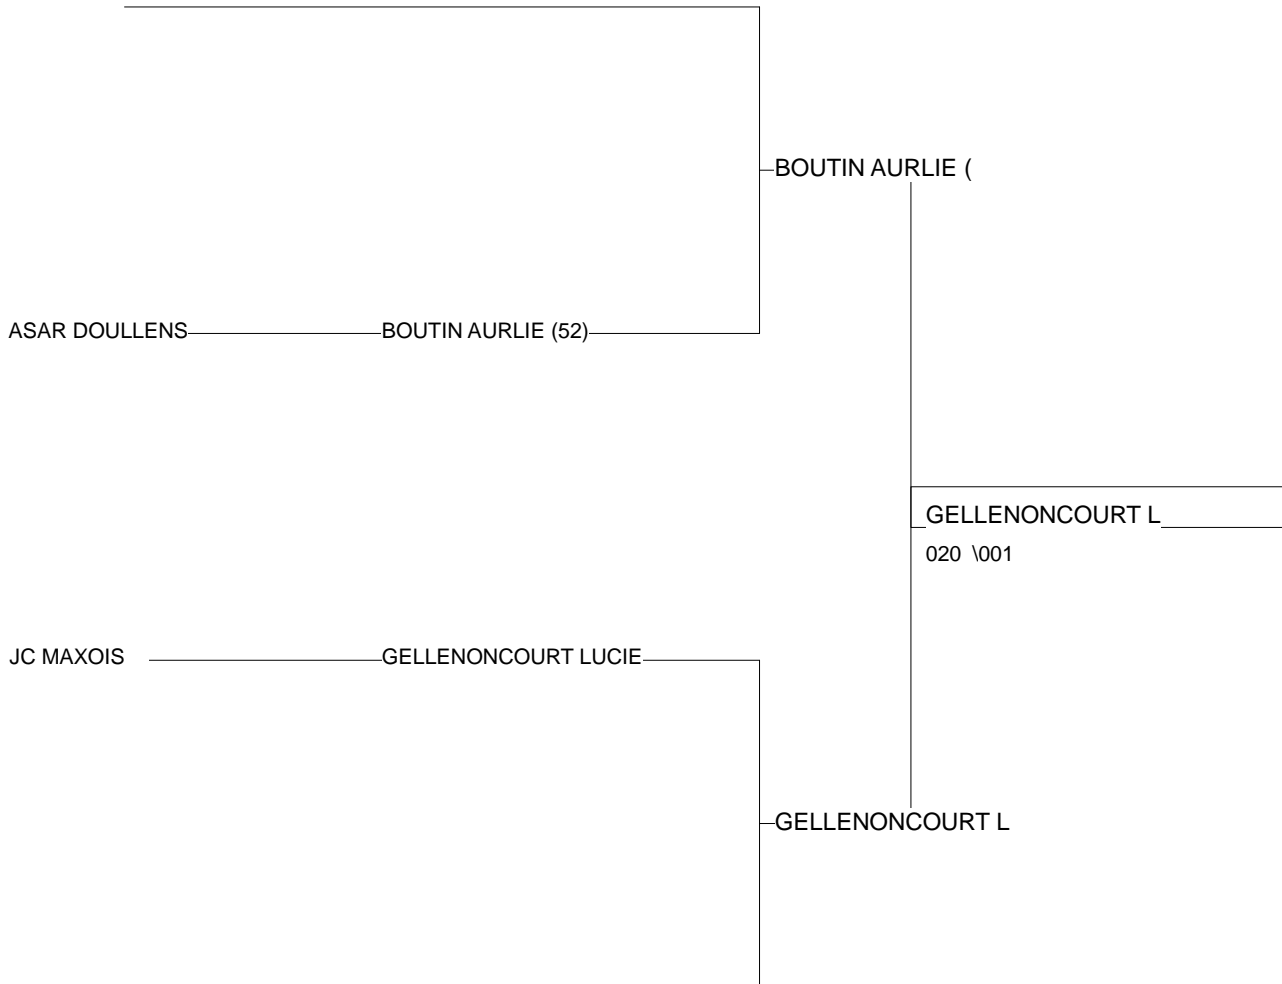 BOUTIN AURLIE (
ASAR DOULLENS BOUTIN AURLIE (52)
GELLENONCOURT L
020 \001
JC MAXOIS GELLENONCOURT LUCIE
GELLENONCOURT L